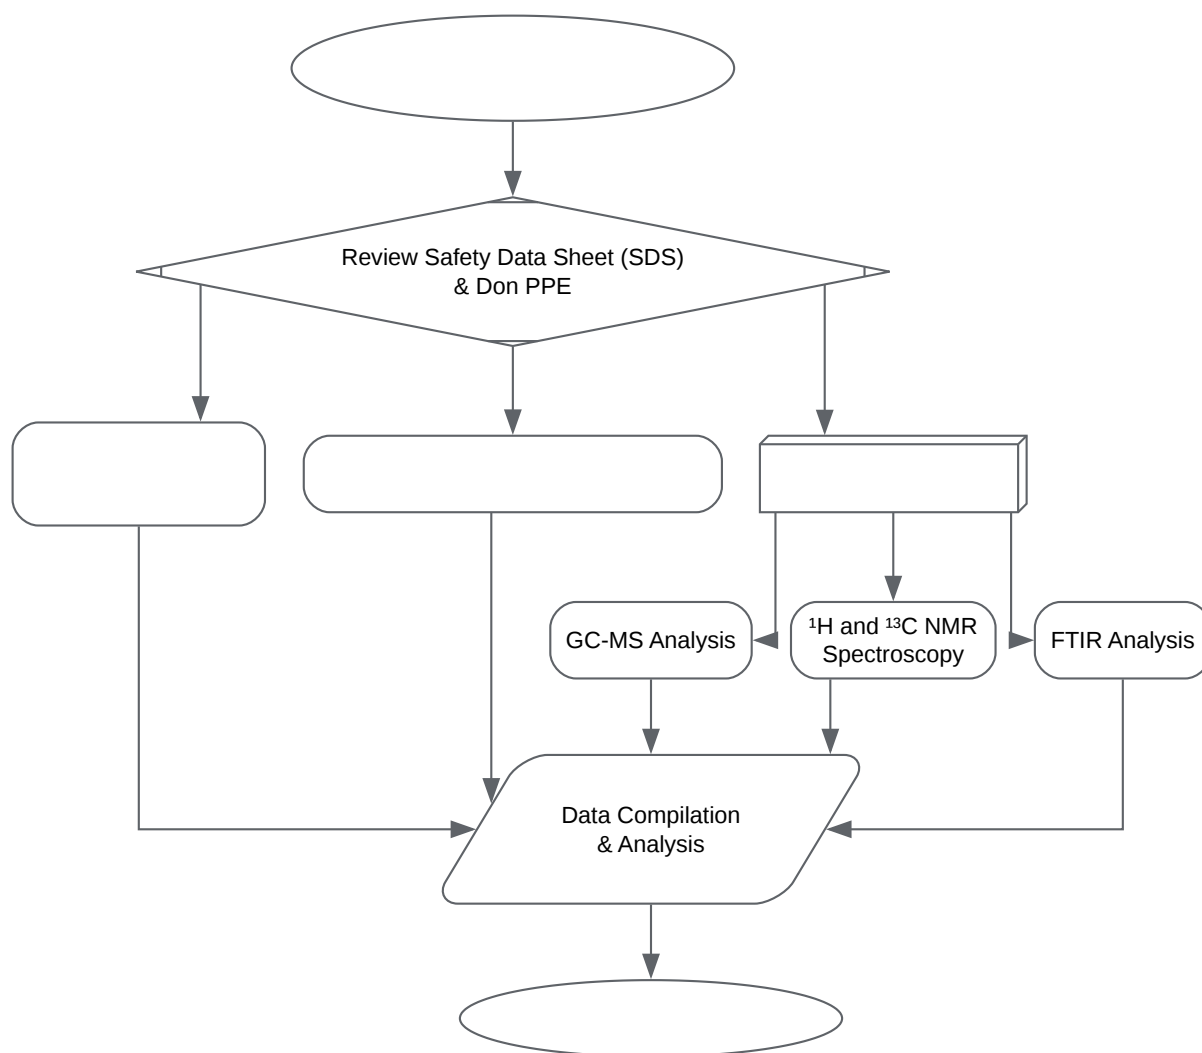 Review Safety Data Sheet (SDS)
& Don PPE
GC-MS Analysis
¹H and ¹³C NMR
Spectroscopy
FTIR Analysis
Data Compilation
& Analysis